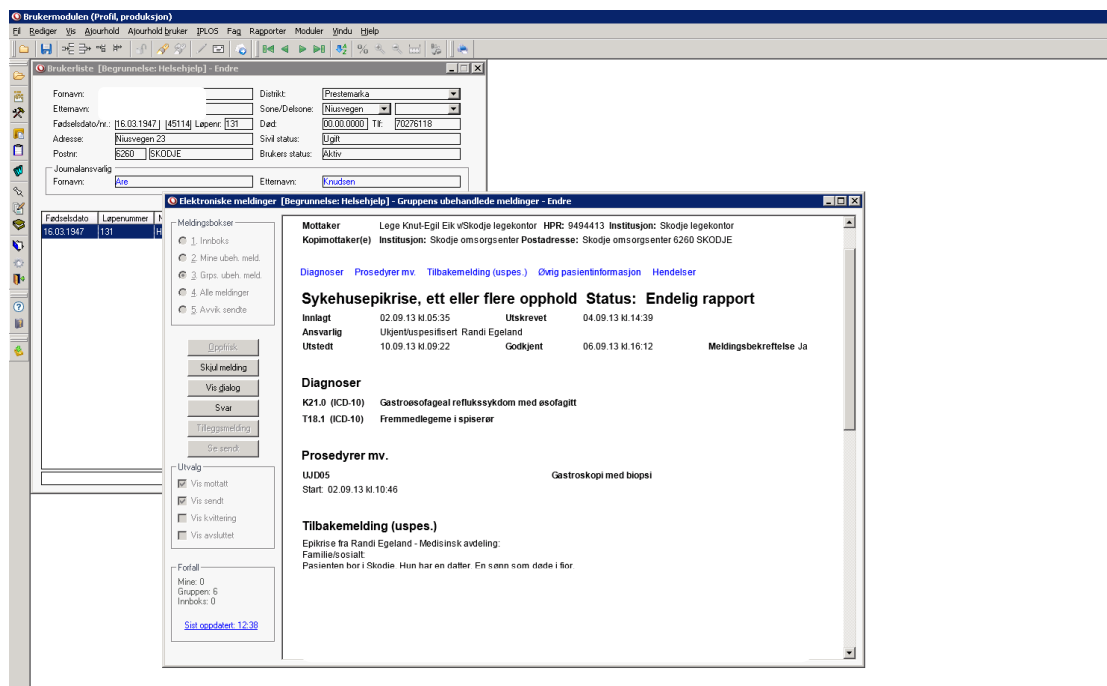 Brukermodulen (Profil, produksjon)
Fil Rediger Vis Ajourhold Ajourhold bruker IPLOS Fag Rapporter Moduler Vindu Hjelp
Brukerliste [Begrunnelse: Helsehjelp] - Endre
Fornavn: Distrikt: Prestemarka
Etternavn: Sone/Delsone: Niusvegen
Fødselsdato/nr.: 16.03.1947 45114 Løpenr: 131 Død: 00.00.0000 Tlf: 70276118
Adresse: Niusvegen 23 Sivil status: Ugift
Postnr: 6260 SKODJE Brukers status: Aktiv
Journalansvarlig
Fornavn: Are Etternavn: Knudsen
Fødselsdato Løpenummer N
16.03.1947 131 H
Elektroniske meldinger [Begrunnelse: Helsehjelp] - Gruppens ubehandlede meldinger - Endre
Meldingsbokser
1. Innboks
2. Mine ubeh. meld.
3. Grps. ubeh. meld.
4. Alle meldinger
5. Avvik sendte
Oppfrisk
Skjul melding
Vis dialog
Svar
Tilleggsmelding
Se sendt
Utvalg
Vis mottatt
Vis sendt
Vis kvittering
Vis avsluttet
Forfall
Mine: 0
Gruppen: 6
Innboks: 0
Sist oppdatert: 12:38
Mottaker Lege Knut-Egil Eik v/Skodje legekontor HPR: 9494413 Institusjon: Skodje legekontor
Kopimottaker(e) Institusjon: Skodje omsorgsenter Postadresse: Skodje omsorgsenter 6260 SKODJE
Diagnoser Prosedyrer mv. Tilbakemelding (uspes.) Øvrig pasientinformasjon Hendelser
Sykehusepikrise, ett eller flere opphold Status: Endelig rapport
Innlagt 02.09.13 kl.05:35 Utskrevet 04.09.13 kl.14:39
Ansvarlig Ukjent/uspesifisert Randi Egeland
Utstedt 10.09.13 kl.09:22 Godkjent 06.09.13 kl.16:12 Meldingsbekreftelse Ja
Diagnoser
K21.0 (ICD-10) Gastroøsofageal reflukssykdom med øsofagitt
T18.1 (ICD-10) Fremmedlegeme i spiserør
Prosedyrer mv.
UJD05 Gastroskopi med biopsi
Start: 02.09.13 kl.10:46
Tilbakemelding (uspes.)
Epikrise fra Randi Egeland - Medisinsk avdeling:
Familie/sosialt:
Pasienten bor i Skodje. Hun har en datter. En sønn som døde i fjor.